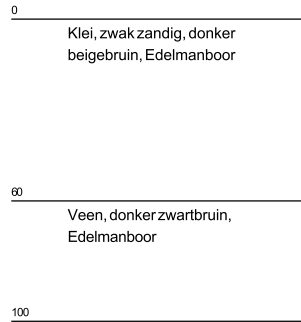 0
Klei, zwak zandig, donker
beigebruin, Edelmanboor
60
Veen, donker zwartbruin,
Edelmanboor
100